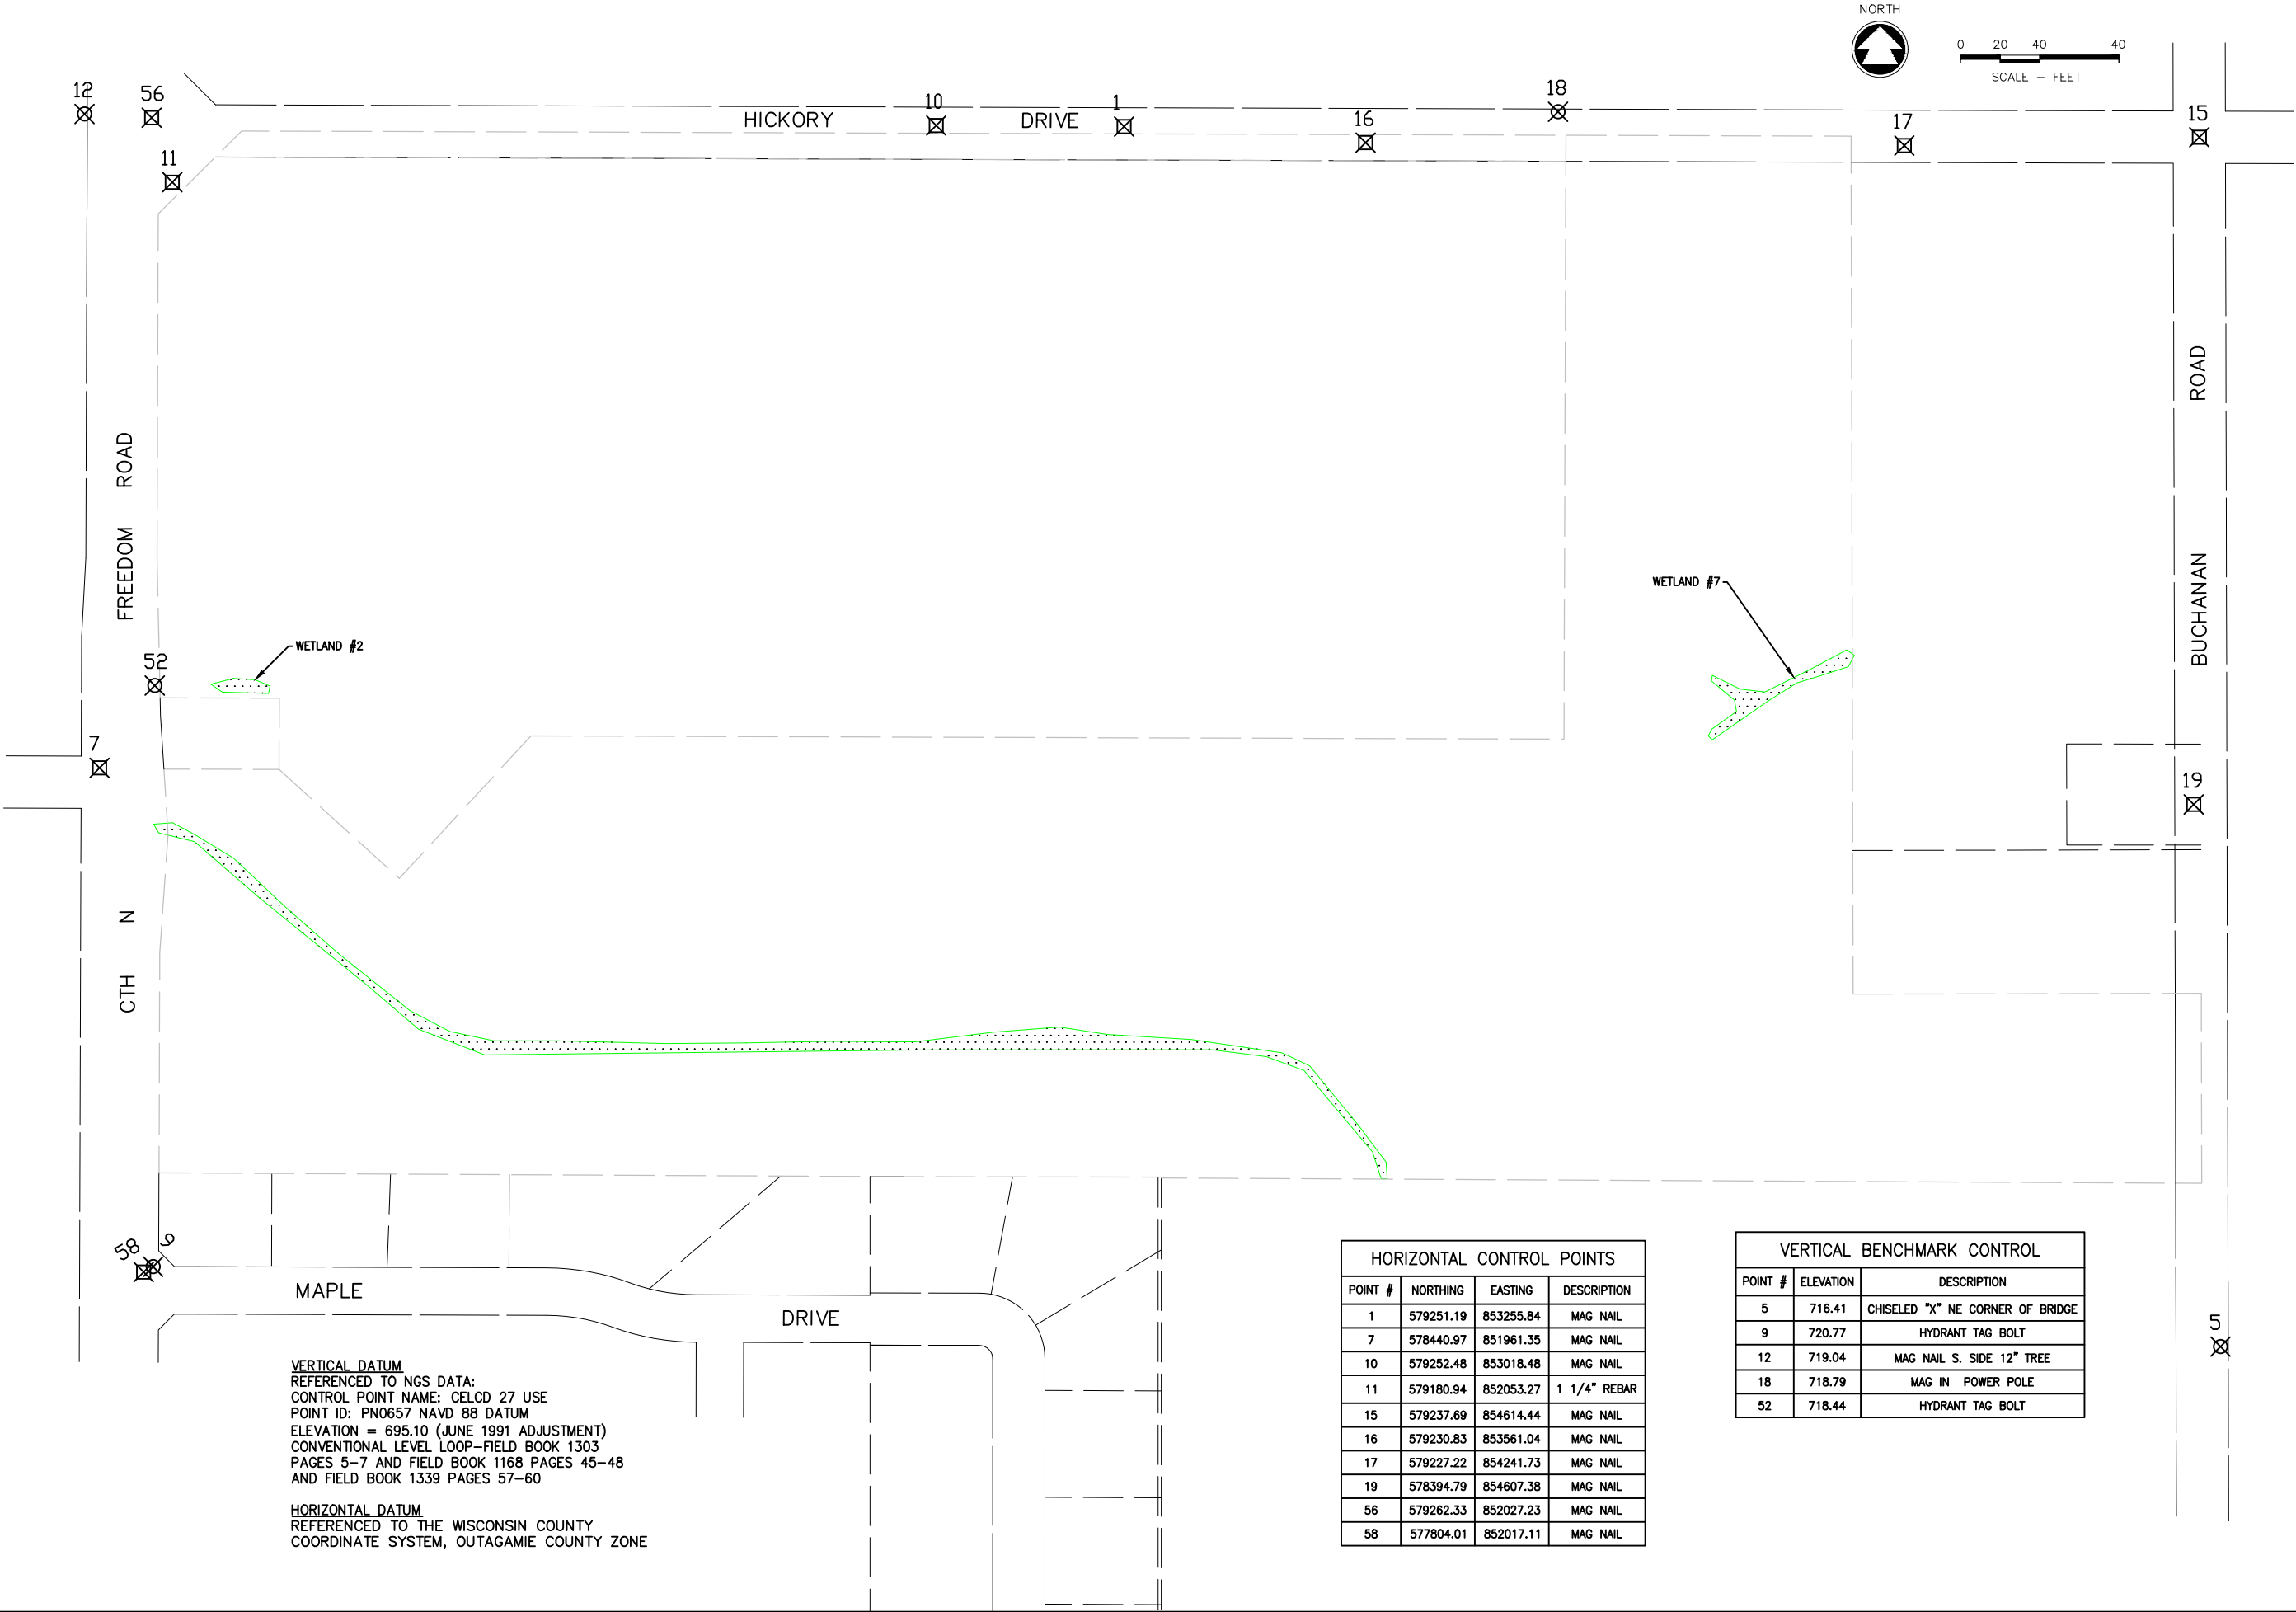 NORTH
0 20 40 40
SCALE - FEET
12
56
11
10
1
16
18
17
15
HICKORY DRIVE
FREEDOM ROAD
BUCHANAN ROAD
WETLAND #7
WETLAND #2
52
7
19
CTH N
58
9
MAPLE DRIVE
5
HORIZONTAL CONTROL POINTS
POINT # NORTHING EASTING DESCRIPTION
1 579251.19 853255.84 MAG NAIL
7 578440.97 851961.35 MAG NAIL
10 579252.48 853018.48 MAG NAIL
11 579180.94 852053.27 1 1/4" REBAR
15 579237.69 854614.44 MAG NAIL
16 579230.83 853561.04 MAG NAIL
17 579227.22 854241.73 MAG NAIL
19 578394.79 854607.38 MAG NAIL
56 579262.33 852027.23 MAG NAIL
58 577804.01 852017.11 MAG NAIL
VERTICAL BENCHMARK CONTROL
POINT # ELEVATION DESCRIPTION
5 716.41 CHISELED "X" NE CORNER OF BRIDGE
9 720.77 HYDRANT TAG BOLT
12 719.04 MAG NAIL S. SIDE 12" TREE
18 718.79 MAG IN POWER POLE
52 718.44 HYDRANT TAG BOLT
VERTICAL DATUM
REFERENCED TO NGS DATA:
CONTROL POINT NAME: CELCD 27 USE
POINT ID: PN0657 NAVD 88 DATUM
ELEVATION = 695.10 (JUNE 1991 ADJUSTMENT)
CONVENTIONAL LEVEL LOOP-FIELD BOOK 1303
PAGES 5-7 AND FIELD BOOK 1168 PAGES 45-48
AND FIELD BOOK 1339 PAGES 57-60
HORIZONTAL DATUM
REFERENCED TO THE WISCONSIN COUNTY
COORDINATE SYSTEM, OUTAGAMIE COUNTY ZONE